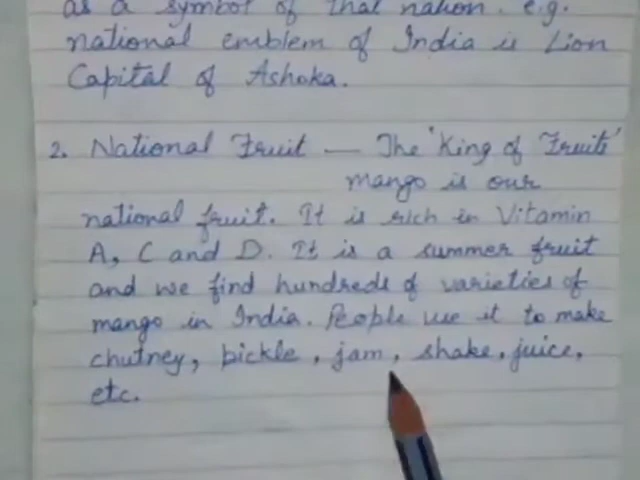 as a symbol of that nation. e.g.
national emblem of India is Lion
Capital of Ashoka.
2. National Fruit — The 'King of Fruits'
mango is our
national fruit. It is rich in Vitamin
A, C and D. It is a summer fruit
and we find hundreds of varieties of
mango in India. People use it to make
chutney, pickle, jam, shake, juice,
etc.